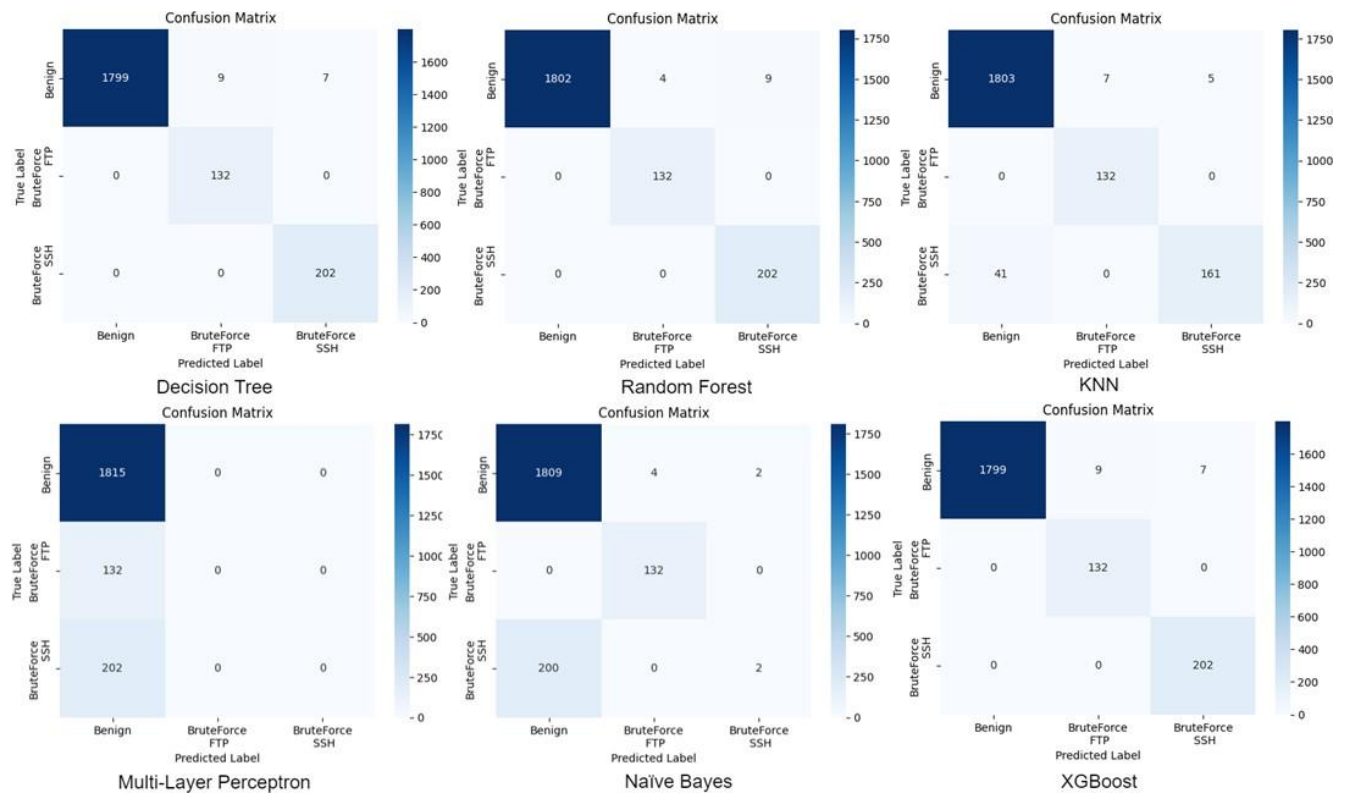 Confusion Matrix
Benign
BruteForce
FTP
BruteForce
SSH
True Label
1799 9 7
0 132 0
0 0 202
1600
1400
1200
1000
800
600
400
200
0
Benign BruteForce BruteForce
FTP SSH
Predicted Label
Decision Tree
Confusion Matrix
Benign
BruteForce
FTP
BruteForce
SSH
True Label
1802 4 9
0 132 0
0 0 202
1750
1500
1250
1000
750
500
250
0
Benign BruteForce BruteForce
FTP SSH
Predicted Label
Random Forest
Confusion Matrix
Benign
BruteForce
FTP
BruteForce
SSH
True Label
1803 7 5
0 132 0
41 0 161
1750
1500
1250
1000
750
500
250
0
Benign BruteForce BruteForce
FTP SSH
Predicted Label
KNN
Confusion Matrix
Benign
BruteForce
FTP
BruteForce
SSH
True Label
1815 0 0
132 0 0
202 0 0
1500
1250
1000
750
500
250
0
Benign BruteForce BruteForce
FTP SSH
Predicted Label
Multi-Layer Perceptron
Confusion Matrix
Benign
BruteForce
FTP
BruteForce
SSH
True Label
1809 4 2
0 132 0
200 0 2
1750
1500
1250
1000
750
500
250
0
Benign BruteForce BruteForce
FTP SSH
Predicted Label
Naïve Bayes
Confusion Matrix
Benign
BruteForce
FTP
BruteForce
SSH
True Label
1799 9 7
0 132 0
0 0 202
1600
1400
1200
1000
800
600
400
200
0
Benign BruteForce BruteForce
FTP SSH
Predicted Label
XGBoost